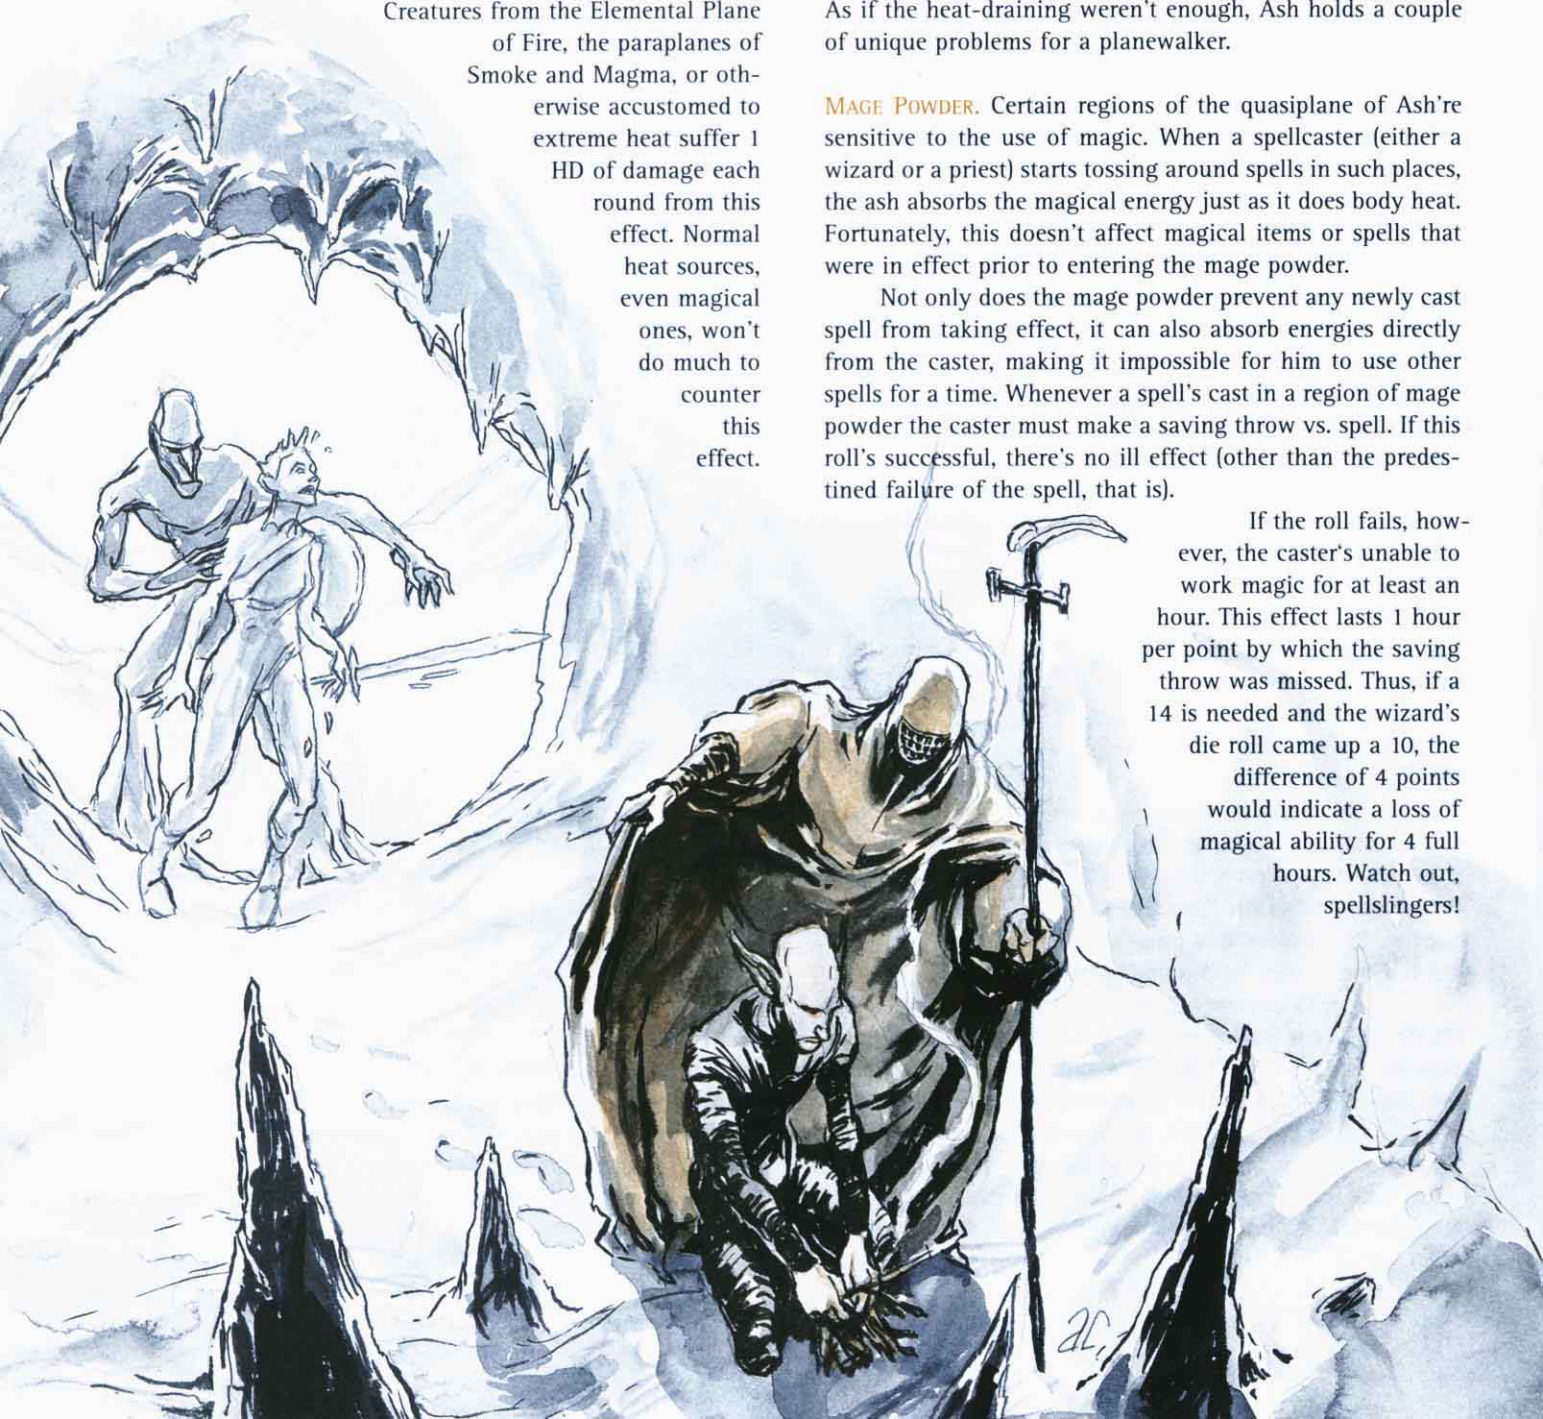 Creatures from the Elemental Plane
of Fire, the paraplanes of
Smoke and Magma, or oth-
erwise accustomed to
extreme heat suffer 1
HD of damage each
round from this
effect. Normal
heat sources,
even magical
ones, won't
do much to
counter
this
effect.
As if the heat-draining weren't enough, Ash holds a couple
of unique problems for a planewalker.
MAGE POWDER. Certain regions of the quasiplane of Ash're
sensitive to the use of magic. When a spellcaster (either a
wizard or a priest) starts tossing around spells in such places,
the ash absorbs the magical energy just as it does body heat.
Fortunately, this doesn't affect magical items or spells that
were in effect prior to entering the mage powder.
Not only does the mage powder prevent any newly cast
spell from taking effect, it can also absorb energies directly
from the caster, making it impossible for him to use other
spells for a time. Whenever a spell's cast in a region of mage
powder the caster must make a saving throw vs. spell. If this
roll's successful, there's no ill effect (other than the predes-
tined failure of the spell, that is).
If the roll fails, how-
ever, the caster's unable to
work magic for at least an
hour. This effect lasts 1 hour
per point by which the saving
throw was missed. Thus, if a
14 is needed and the wizard's
die roll came up a 10, the
difference of 4 points
would indicate a loss of
magical ability for 4 full
hours. Watch out,
spellslingers!